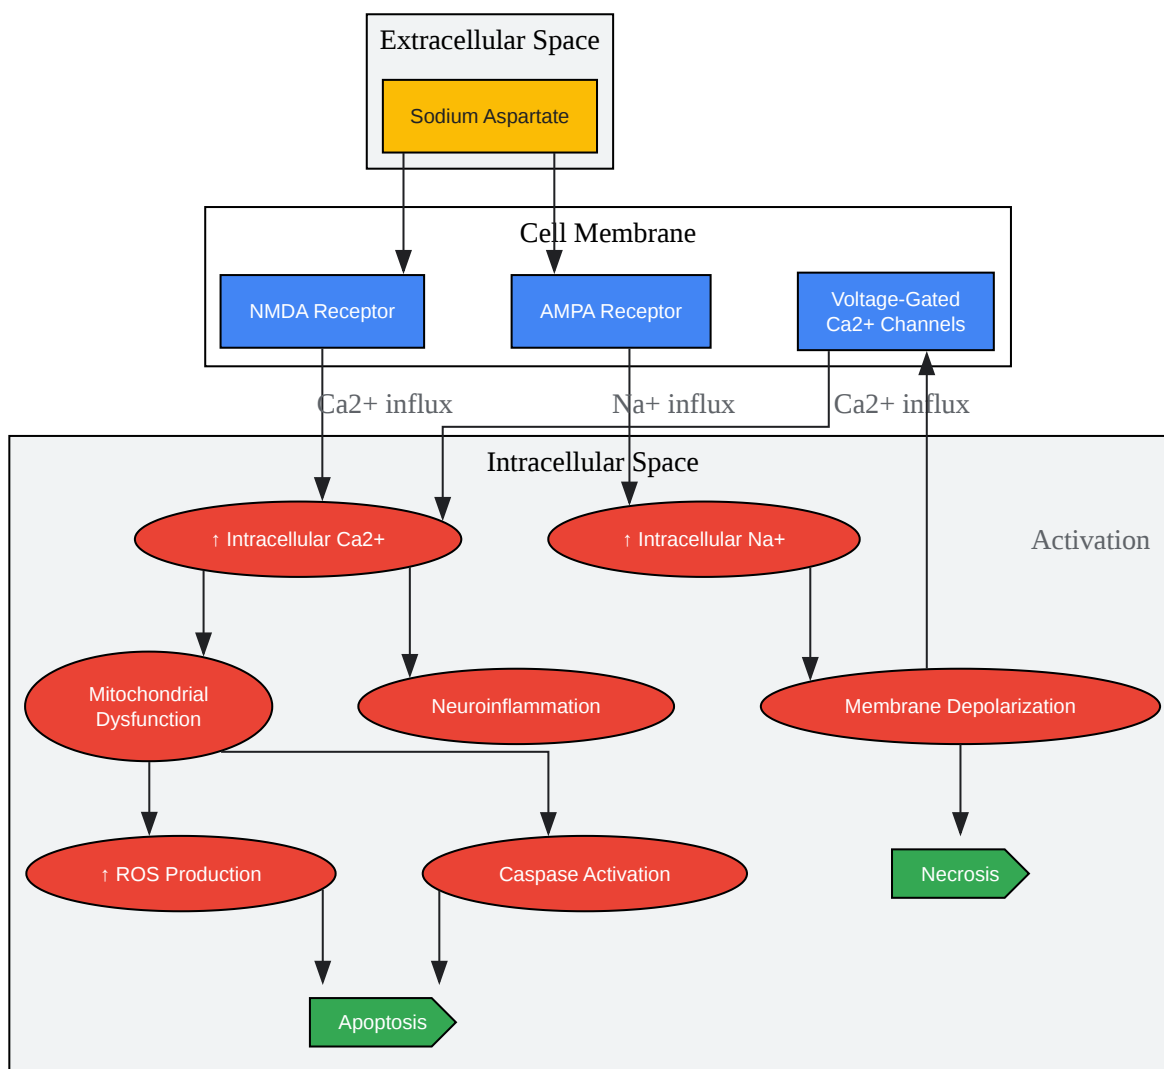 Extracellular Space
Sodium Aspartate
Cell Membrane
NMDA Receptor
AMPA Receptor
Voltage-Gated
Ca2+ Channels
Ca2+ influx
Na+ influx
Ca2+ influx
Intracellular Space
↑ Intracellular Ca2+
↑ Intracellular Na+
Activation
Mitochondrial
Dysfunction
Neuroinflammation
Membrane Depolarization
↑ ROS Production
Caspase Activation
Necrosis
Apoptosis